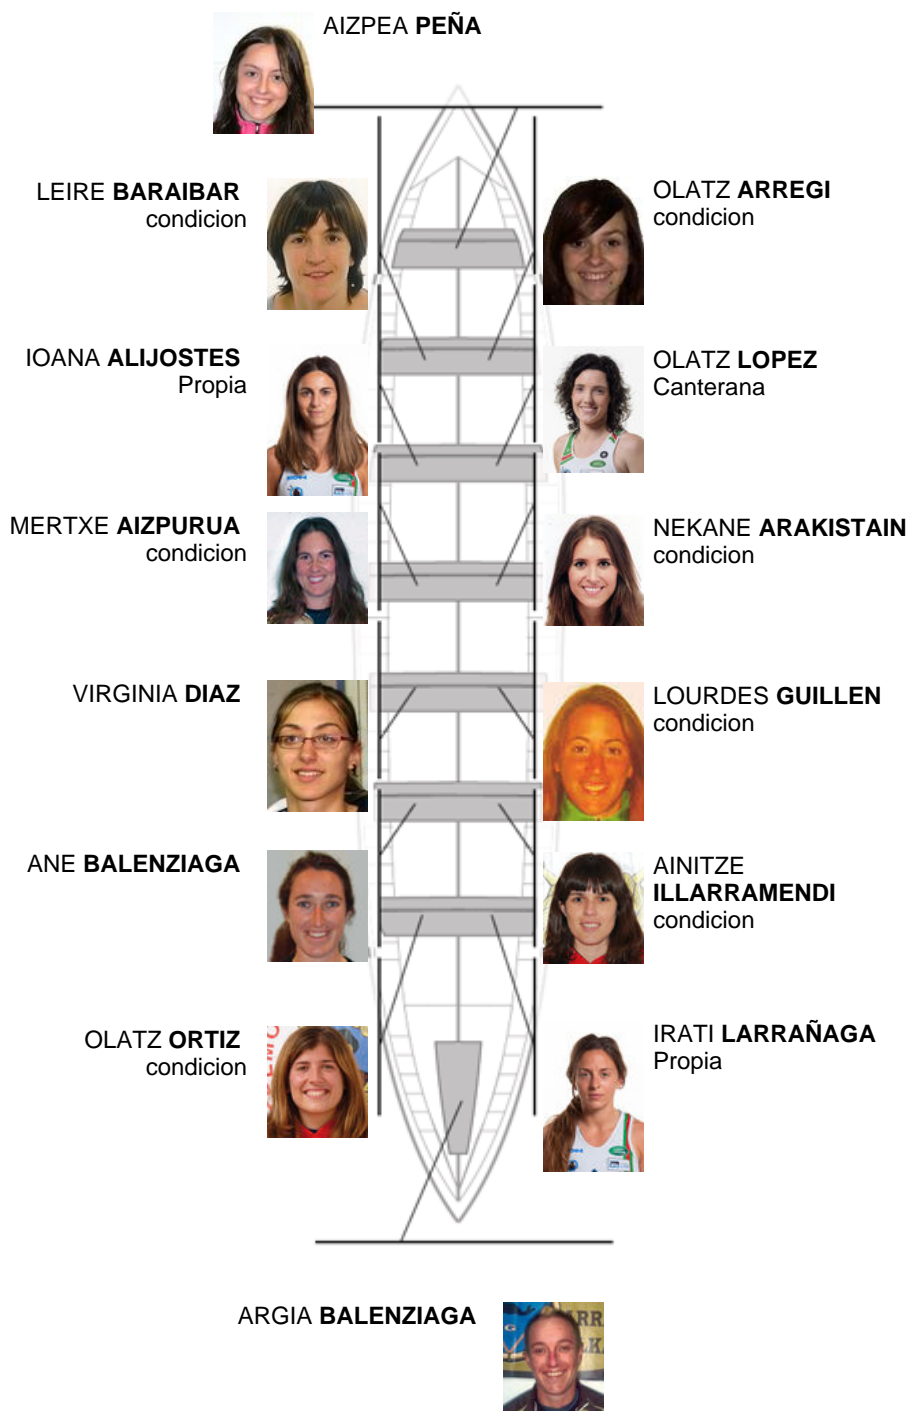 AIZPEA PEÑA
LEIRE BARAIBAR
condicion
OLATZ ARREGI
condicion
IOANA ALIJOSTES
Propia
OLATZ LOPEZ
Canterana
MERTXE AIZPURUA
condicion
NEKANE ARAKISTAIN
condicion
VIRGINIA DIAZ
LOURDES GUILLEN
condicion
ANE BALENZIAGA
AINITZE
ILLARRAMENDI
condicion
OLATZ ORTIZ
condicion
IRATI LARRAÑAGA
Propia
ARGIA BALENZIAGA